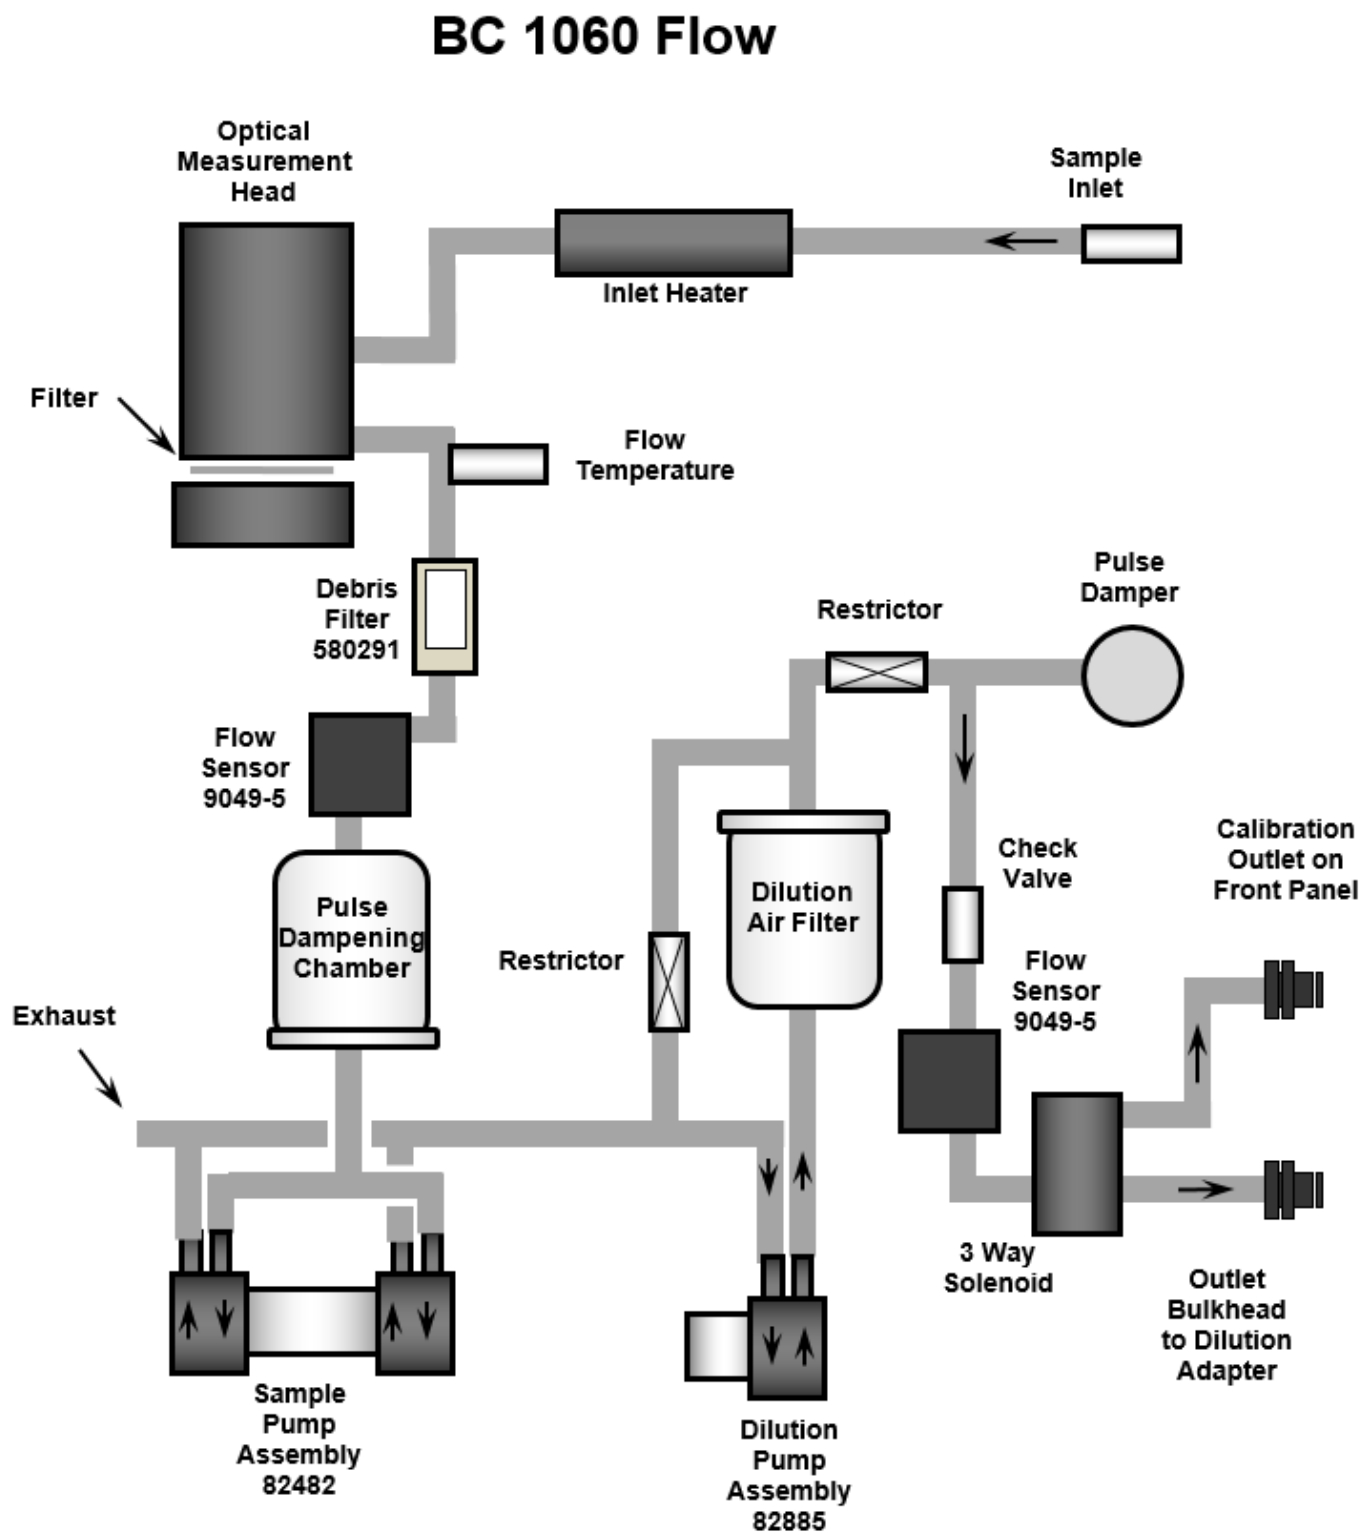 BC 1060 Flow
Optical
Measurement
Head
Sample
Inlet
Inlet Heater
Filter
Flow
Temperature
Debris
Filter
580291
Restrictor
Pulse
Damper
Flow
Sensor
9049-5
Pulse
Dampening
Chamber
Dilution
Air Filter
Check
Valve
Calibration
Outlet on
Front Panel
Restrictor
Flow
Sensor
9049-5
Exhaust
3 Way
Solenoid
Outlet
Bulkhead
to Dilution
Adapter
Sample
Pump
Assembly
82482
Dilution
Pump
Assembly
82885